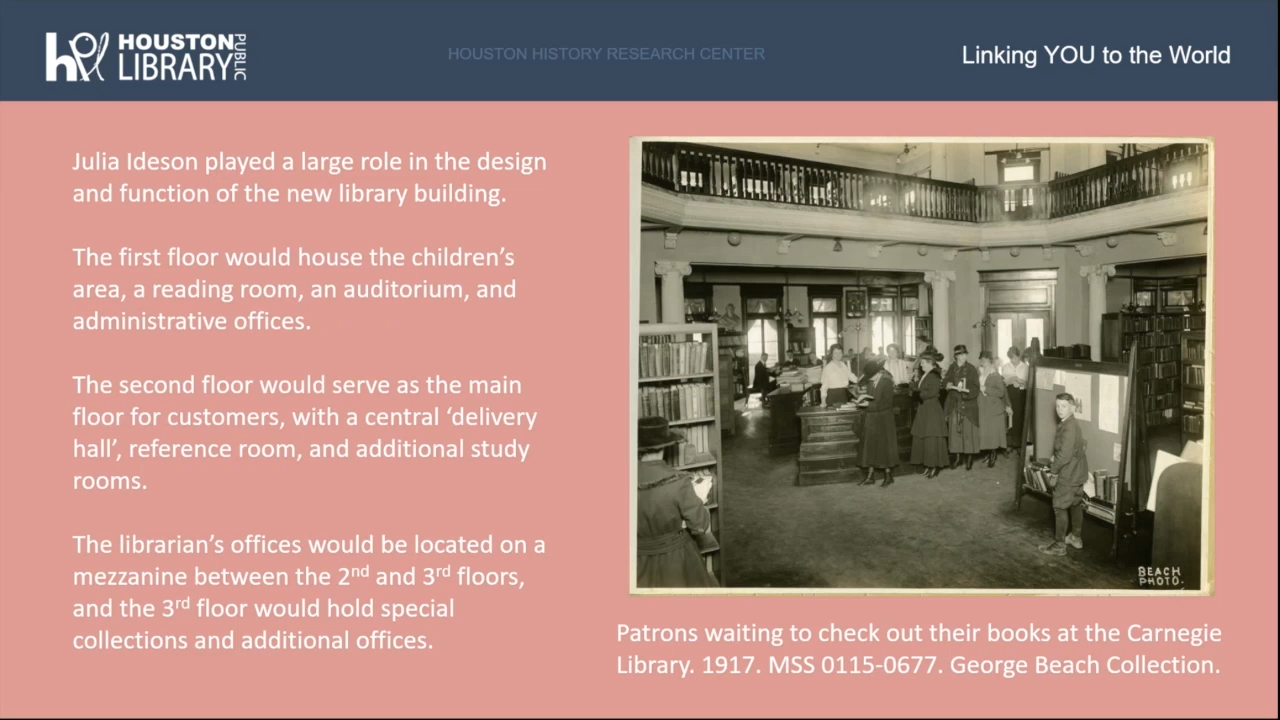 HOUSTON
LIBRARY
PUBLIC
HOUSTON HISTORY RESEARCH CENTER
Linking YOU to the World
Julia Ideson played a large role in the design
and function of the new library building.
The first floor would house the children’s
area, a reading room, an auditorium, and
administrative offices.
The second floor would serve as the main
floor for customers, with a central ‘delivery
hall’, reference room, and additional study
rooms.
The librarian’s offices would be located on a
mezzanine between the 2nd and 3rd floors,
and the 3rd floor would hold special
collections and additional offices.
BEACH
PHOTO.
Patrons waiting to check out their books at the Carnegie
Library. 1917. MSS 0115-0677. George Beach Collection.